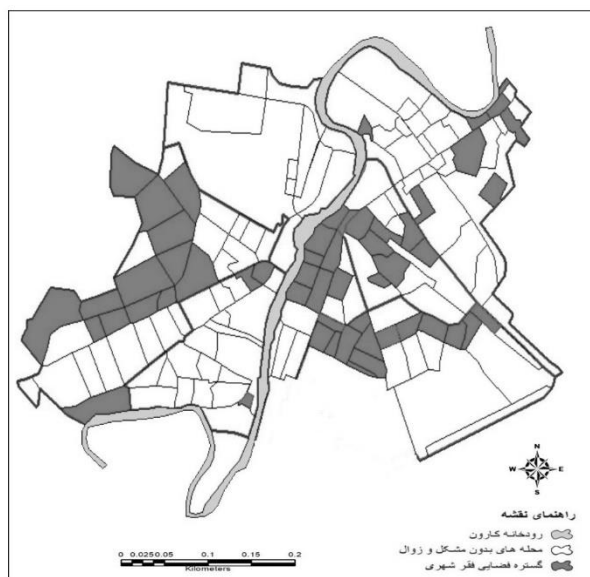 N
W E
S
راهنمای نقشه
رودخانه کارون
محله های بدون مشکل و زوال
گستره فضایی فقر شهری
0 0.025 0.05 0.1 0.15 0.2
Kilometers